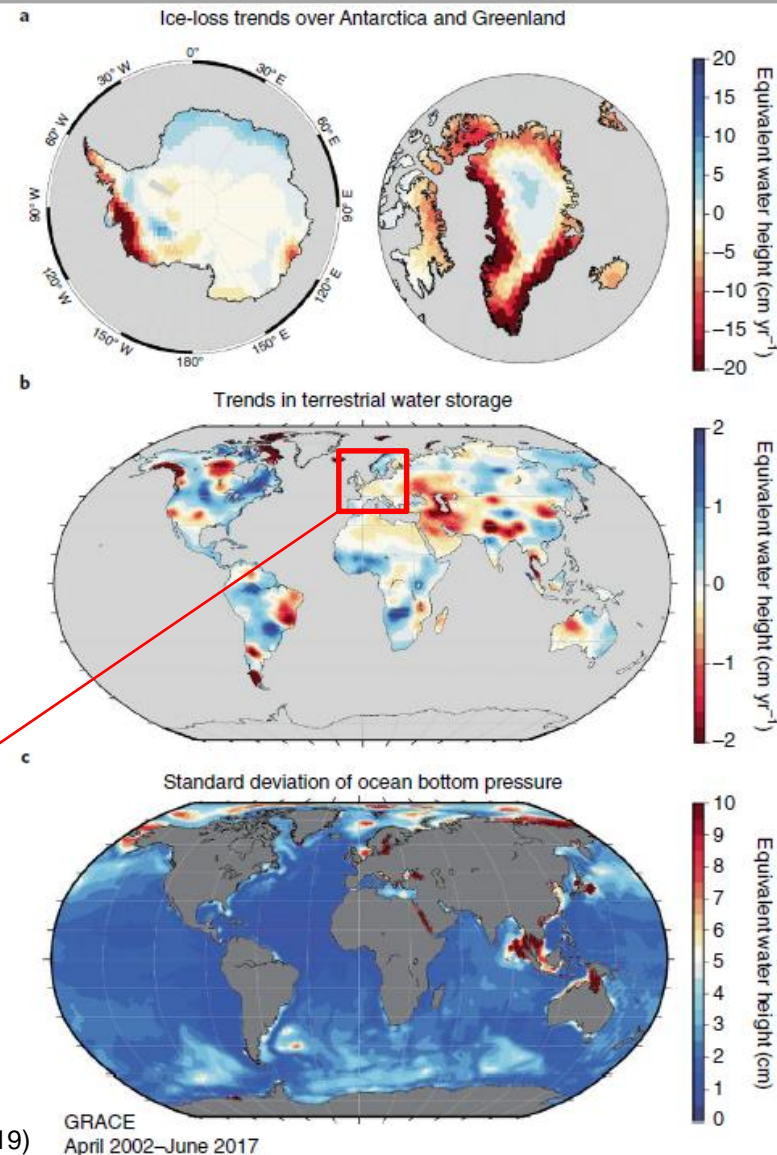 a
Ice-loss trends over Antarctica and Greenland
0°
30° E
60° E
90° E
120° E
150° E
180°
150° W
120° W
90° W
60° W
30° W
20
15
10
5
0
−5
−10
−15
−20
Equivalent water height (cm yr−1)
b
Trends in terrestrial water storage
2
1
0
−1
−2
Equivalent water height (cm yr−1)
c
Standard deviation of ocean bottom pressure
10
9
8
7
6
5
4
3
2
1
0
Equivalent water height (cm)
19)
GRACE
April 2002–June 2017